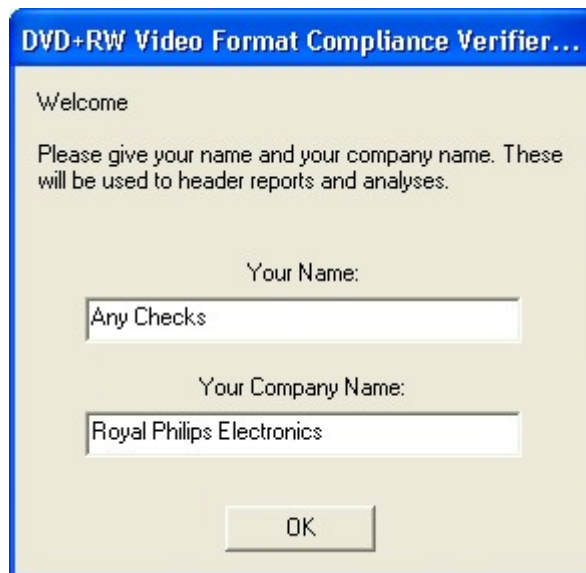 DVD+RW Video Format Compliance Verifier...
Welcome
Please give your name and your company name. These
will be used to header reports and analyses.
Your Name:
Any Checks
Your Company Name:
Royal Philips Electronics
OK